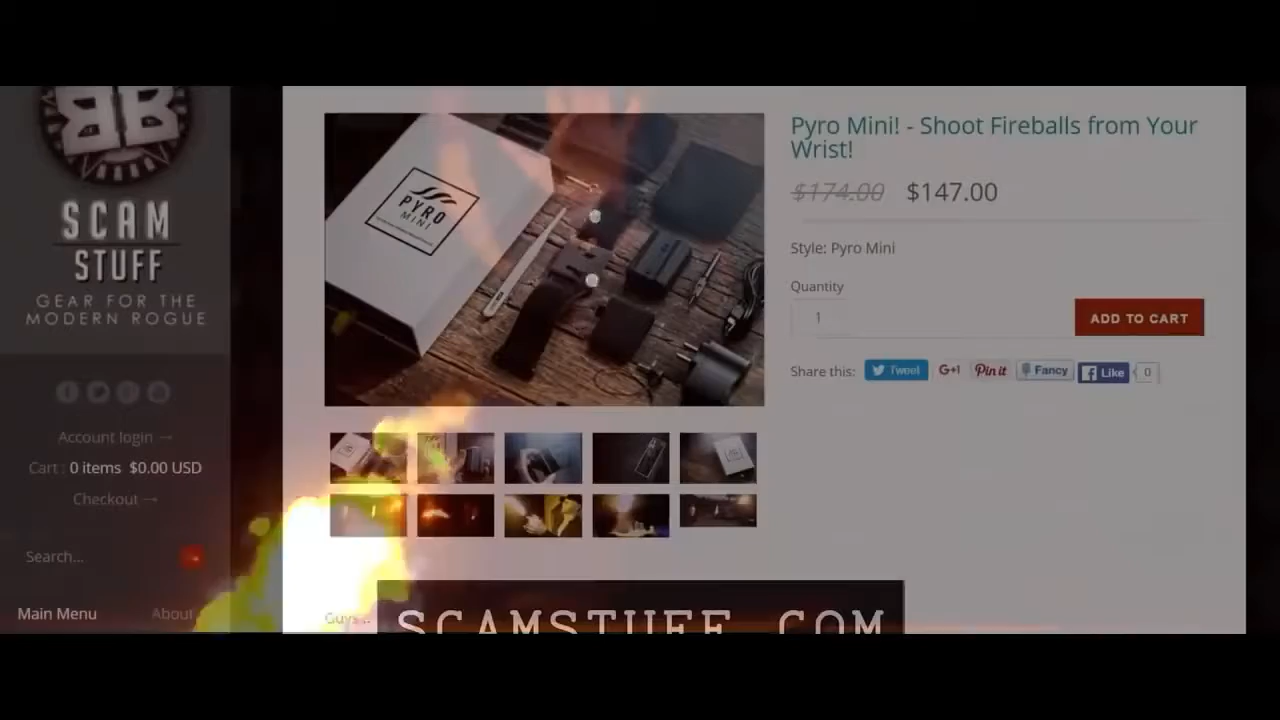 BB
SCAM
STUFF
GEAR FOR THE
MODERN ROGUE
Account login →
Cart : 0 items $0.00 USD
Checkout →
Search...
Main Menu
About
PYRO
MINI
Pyro Mini! - Shoot Fireballs from Your
Wrist!
$174.00 $147.00
Style: Pyro Mini
Quantity
1
ADD TO CART
Share this: Tweet G+1 Pin it Fancy Like 0
Guys..
SCAMSTUFF.COM